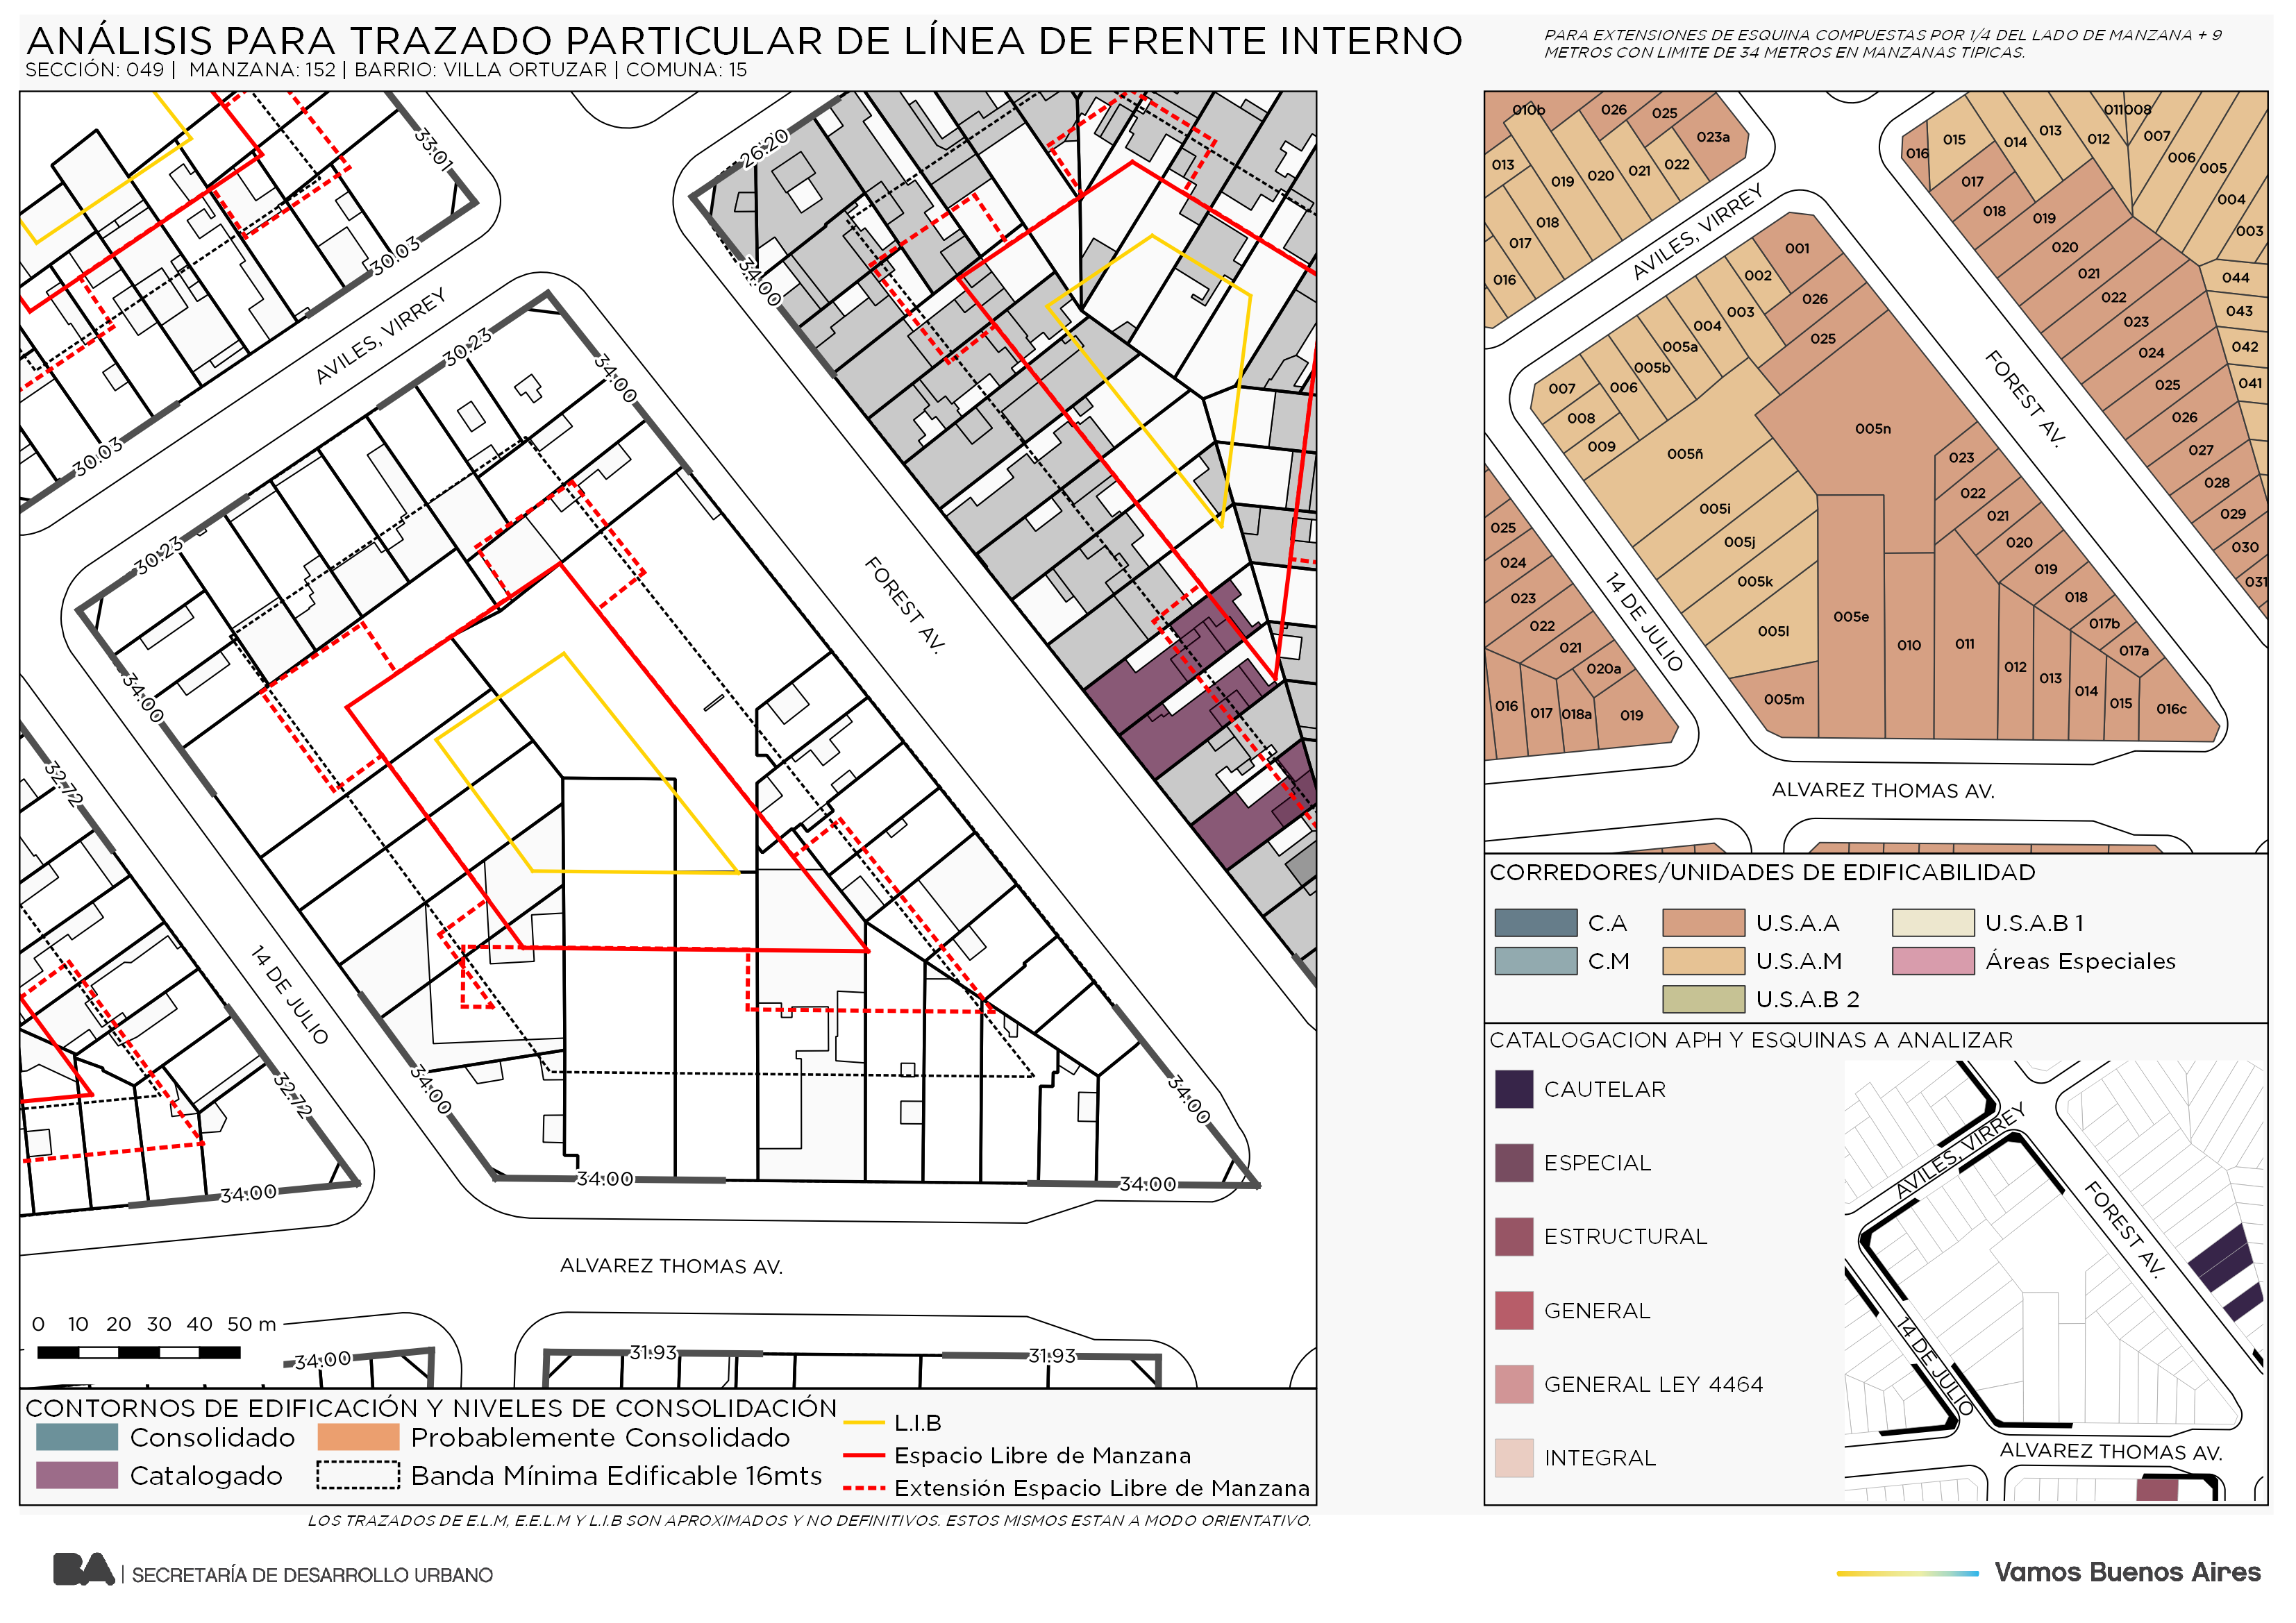 ANÁLISIS PARA TRAZADO PARTICULAR DE LÍNEA DE FRENTE INTERNO
SECCIÓN: 049 | MANZANA: 152 | BARRIO: VILLA ORTUZAR | COMUNA: 15
PARA EXTENSIONES DE ESQUINA COMPUESTAS POR 1/4 DEL LADO DE MANZANA + 9
METROS CON LIMITE DE 34 METROS EN MANZANAS TIPICAS.
33.01
26.20
30.03
34.00
AVILES, VIRREY
30.23
34.00
30.03
30.23
FOREST AV.
34.00
32.72
14 DE JULIO
34.00
32.72
34.00
34.00
34.00
34.00
ALVAREZ THOMAS AV.
0 10 20 30 40 50 m
34.00
31.93
31.93
CONTORNOS DE EDIFICACIÓN Y NIVELES DE CONSOLIDACIÓN
Consolidado
Probablemente Consolidado
Catalogado
Banda Mínima Edificable 16mts
L.I.B
Espacio Libre de Manzana
Extensión Espacio Libre de Manzana
LOS TRAZADOS DE E.L.M, E.E.L.M Y L.I.B SON APROXIMADOS Y NO DEFINITIVOS. ESTOS MISMOS ESTAN A MODO ORIENTATIVO.
010b
026
025
023a
013
019
020
021
022
018
017
016
016
015
014
013
012
011
008
007
006
005
004
003
017
018
019
020
021
022
023
024
025
026
027
028
029
030
031
044
043
042
041
AVILES, VIRREY
FOREST AV.
001
002
026
003
025
004
005a
005b
006
007
008
009
005n
005ñ
005i
005j
005k
005l
005m
005e
010
011
012
013
014
015
016c
017a
017b
018
019
020
021
022
023
14 DE JULIO
025
024
023
022
021
020a
016
017
018a
019
ALVAREZ THOMAS AV.
CORREDORES/UNIDADES DE EDIFICABILIDAD
C.A
U.S.A.A
U.S.A.B 1
C.M
U.S.A.M
Áreas Especiales
U.S.A.B 2
CATALOGACION APH Y ESQUINAS A ANALIZAR
CAUTELAR
ESPECIAL
ESTRUCTURAL
GENERAL
GENERAL LEY 4464
INTEGRAL
AVILES, VIRREY
FOREST AV.
14 DE JULIO
ALVAREZ THOMAS AV.
BA | SECRETARÍA DE DESARROLLO URBANO
Vamos Buenos Aires